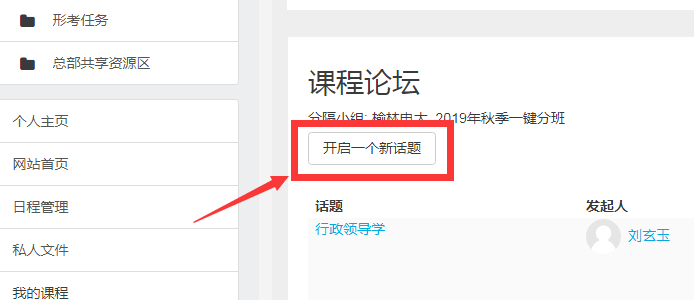 形考任务
总部共享资源区
个人主页
网站首页
日程管理
私人文件
我的课程
课程论坛
分隔小组: 榆林电大_2019年秋季一键分班
开启一个新话题
话题 发起人
行政领导学 刘玄玉